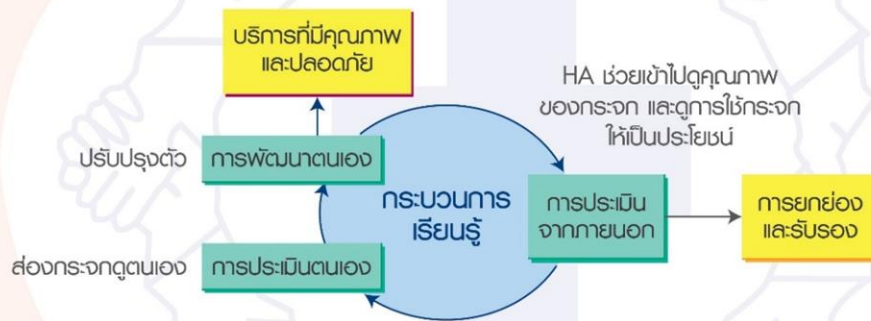 บริการที่มีคุณภาพ
และปลอดภัย
HA ช่วยเข้าไปดูคุณภาพ
ของกระจก และดูการใช้กระจก
ให้เป็นประโยชน์
ปรับปรุงตัว
การพัฒนาตนเอง
กระบวนการ
เรียนรู้
การประเมิน
จากภายนอก
การยกย่อง
และรับรอง
ส่องกระจกดูตนเอง
การประเมินตนเอง